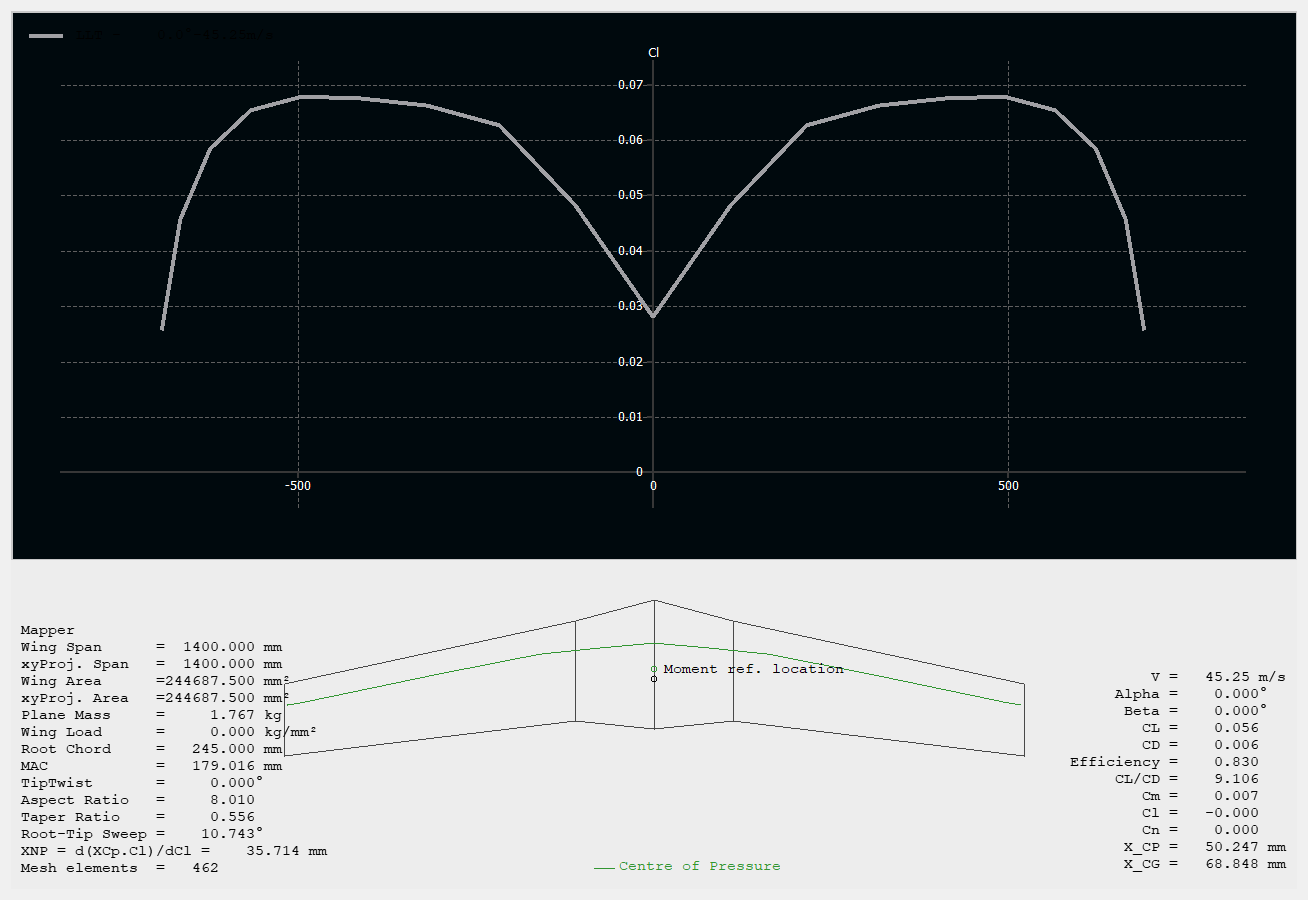 Cl
0.07
0.06
0.05
0.04
0.03
0.02
0.01
0
-500 0 500
Mapper
Wing Span = 1400.000 mm
xyProj. Span = 1400.000 mm
Wing Area =244687.500 mm²
xyProj. Area =244687.500 mm²
Plane Mass = 1.767 kg
Wing Load = 0.000 kg/mm²
Root Chord = 245.000 mm
MAC = 179.016 mm
TipTwist = 0.000°
Aspect Ratio = 8.010
Taper Ratio = 0.556
Root-Tip Sweep = 10.743°
XNP = d(XCp.Cl)/dCl = 35.714 mm
Mesh elements = 462
Moment ref. location
Centre of Pressure
V = 45.25 m/s
Alpha = 0.000°
Beta = 0.000°
CL = 0.056
CD = 0.006
Efficiency = 0.830
CL/CD = 9.106
Cm = 0.007
Cl = -0.000
Cn = 0.000
X_CP = 50.247 mm
X_CG = 68.848 mm